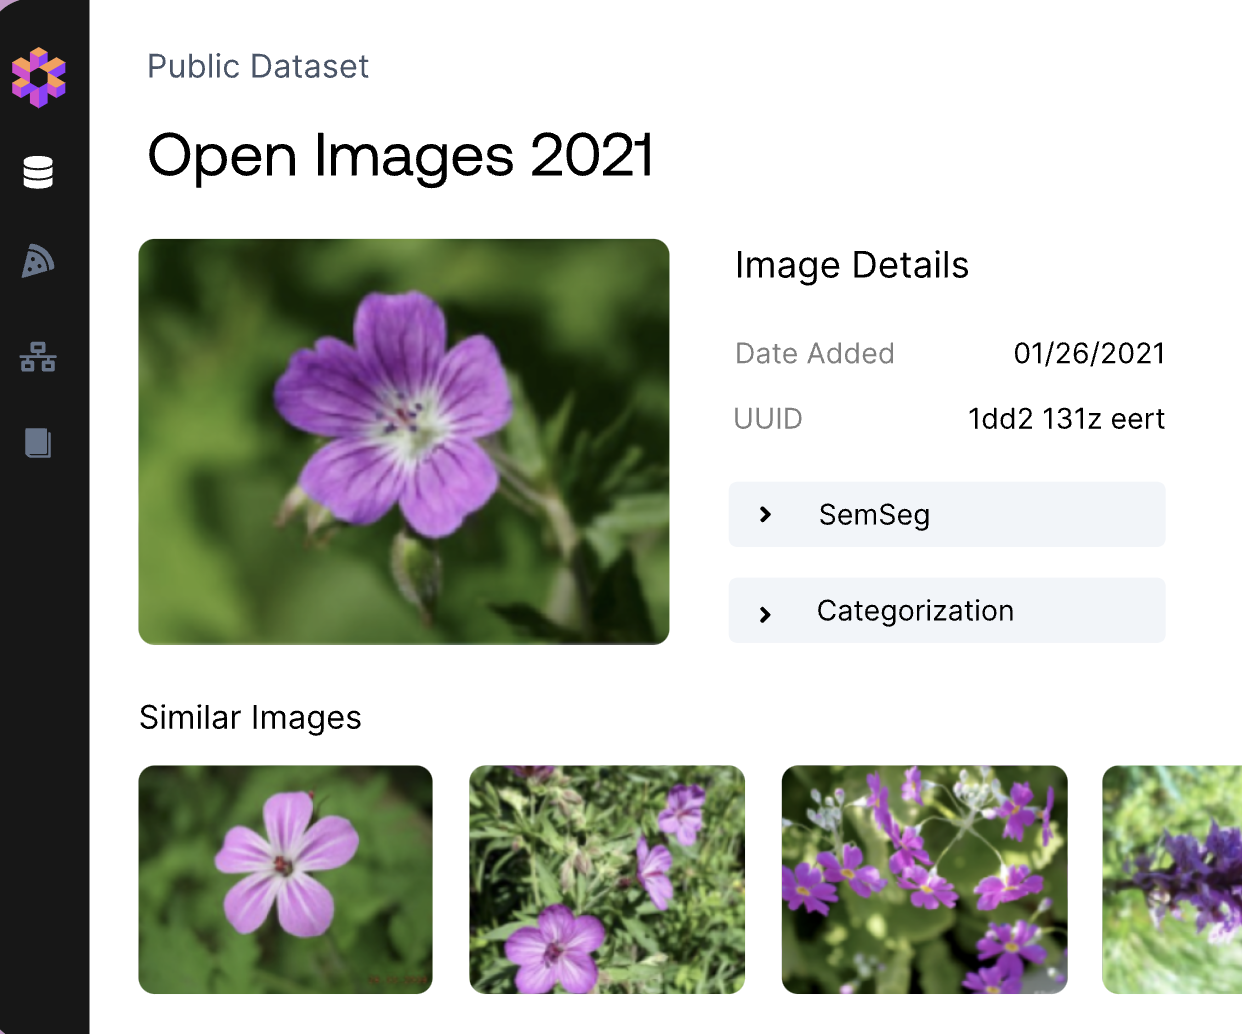 Public Dataset
Open Images 2021
Image Details
Date Added 01/26/2021
UUID 1dd2 131z eert
SemSeg
Categorization
Similar Images